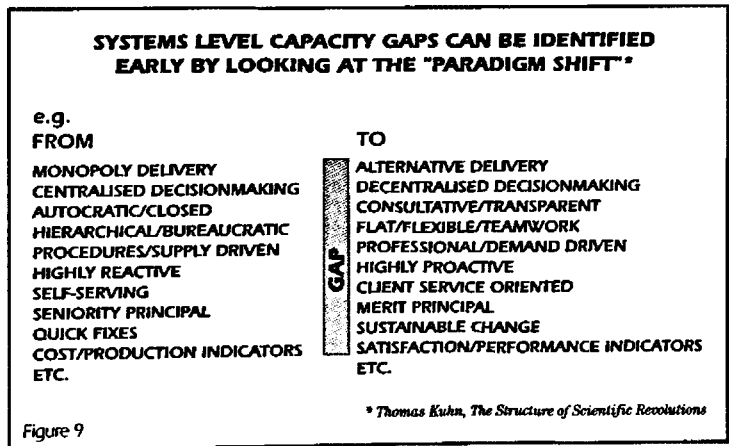 SYSTEMS LEVEL CAPACITY GAPS CAN BE IDENTIFIED
EARLY BY LOOKING AT THE "PARADIGM SHIFT"*
e.g.
FROM
MONOPOLY DELIVERY
CENTRALISED DECISIONMAKING
AUTOCRATIC/CLOSED
HIERARCHICAL/BUREAUCRATIC
PROCEDURES/SUPPLY DRIVEN
HIGHLY REACTIVE
SELF-SERVING
SENIORITY PRINCIPAL
QUICK FIXES
COST/PRODUCTION INDICATORS
ETC.
GAP
TO
ALTERNATIVE DELIVERY
DECENTRALISED DECISIONMAKING
CONSULTATIVE/TRANSPARENT
FLAT/FLEXIBLE/TEAMWORK
PROFESSIONAL/DEMAND DRIVEN
HIGHLY PROACTIVE
CLIENT SERVICE ORIENTED
MERIT PRINCIPAL
SUSTAINABLE CHANGE
SATISFACTION/PERFORMANCE INDICATORS
ETC.
* Thomas Kuhn, The Structure of Scientific Revolutions
Figure 9